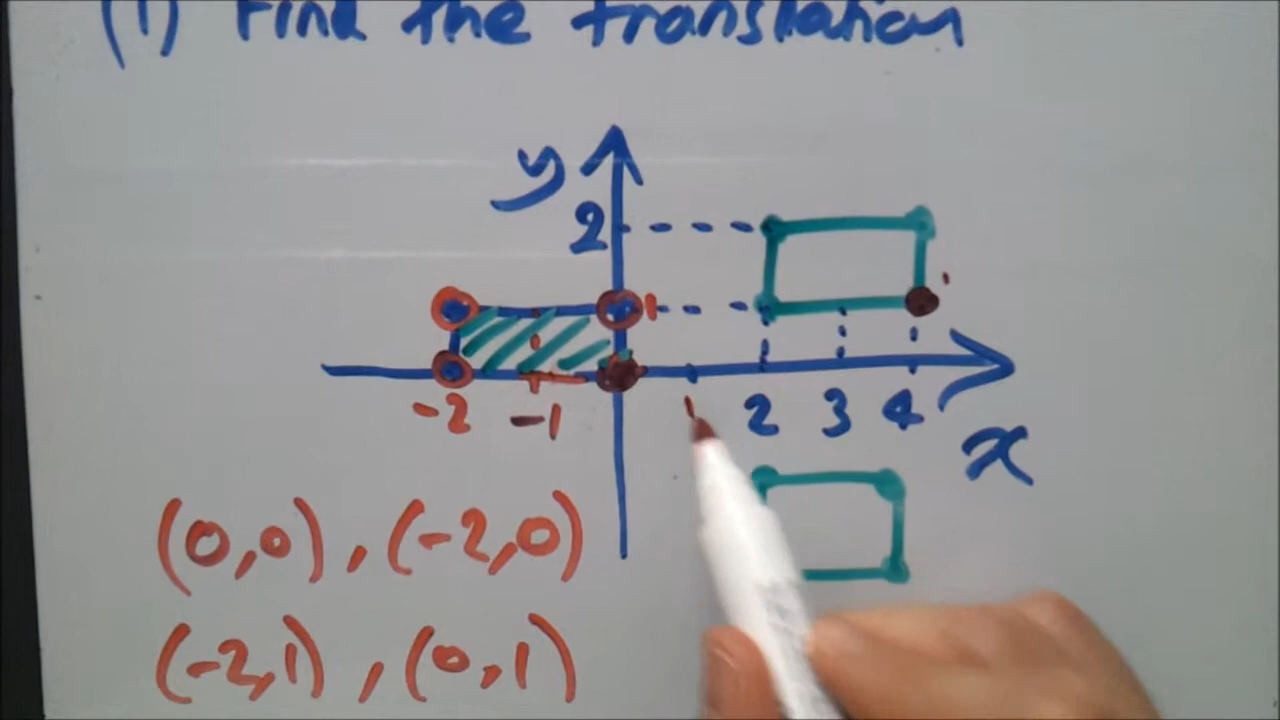 (1) Find the translation
y
2
1
-2 -1 2 3 4
x
(0,0), (-2,0)
(-2,1), (0,1)